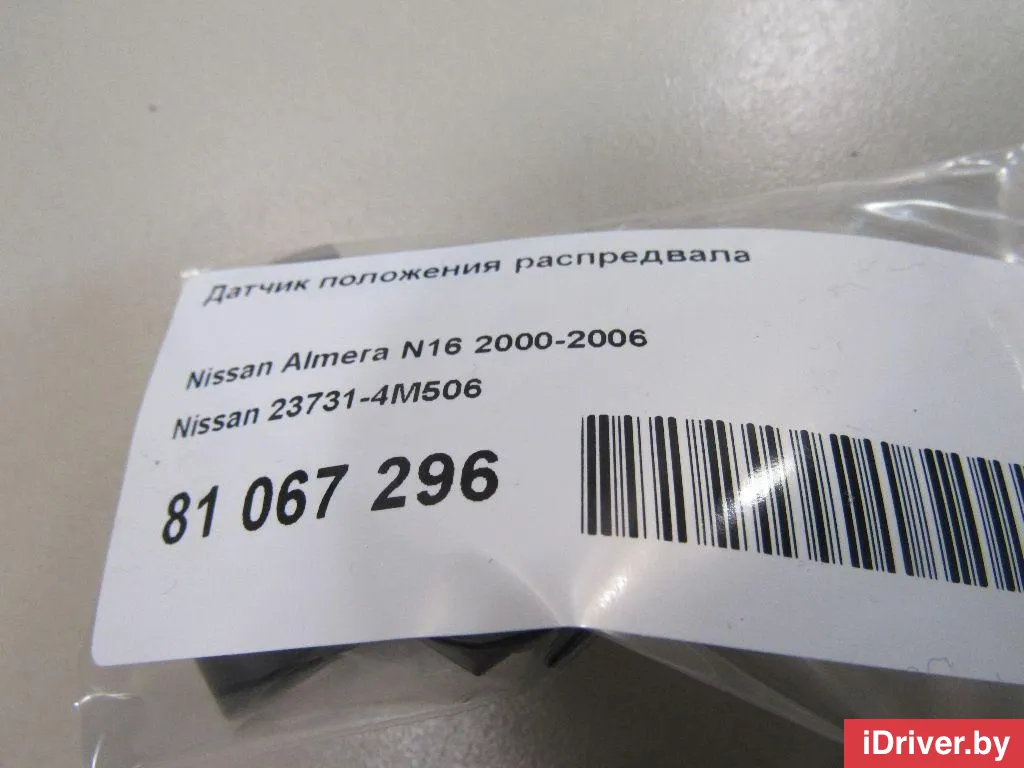 Датчик положения распредвала
Nissan Almera N16 2000-2006
Nissan 23731-4M506
81 067 296
iDriver.by